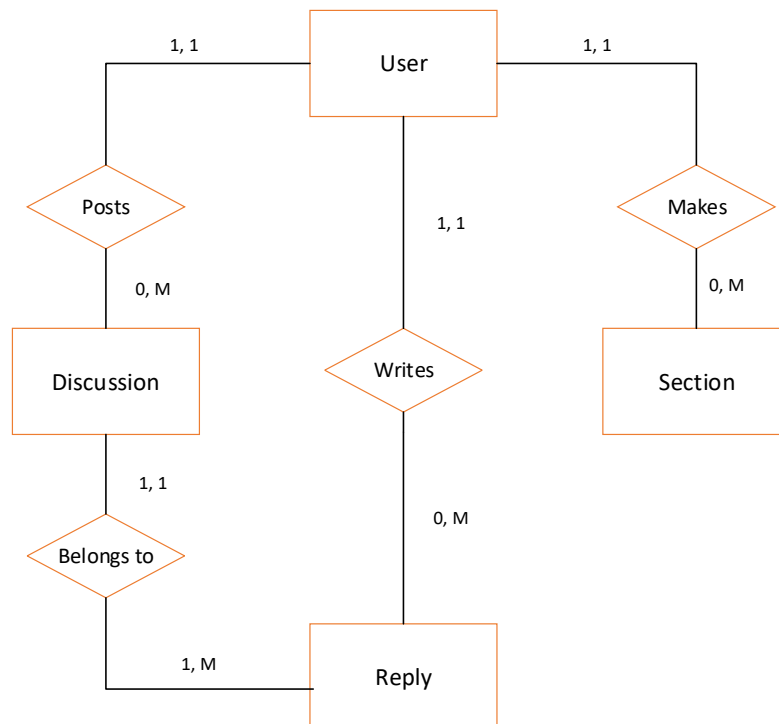 1, 1
User
1, 1
Posts
1, 1
Makes
0, M
0, M
Discussion
Writes
Section
1, 1
0, M
Belongs to
1, M
Reply